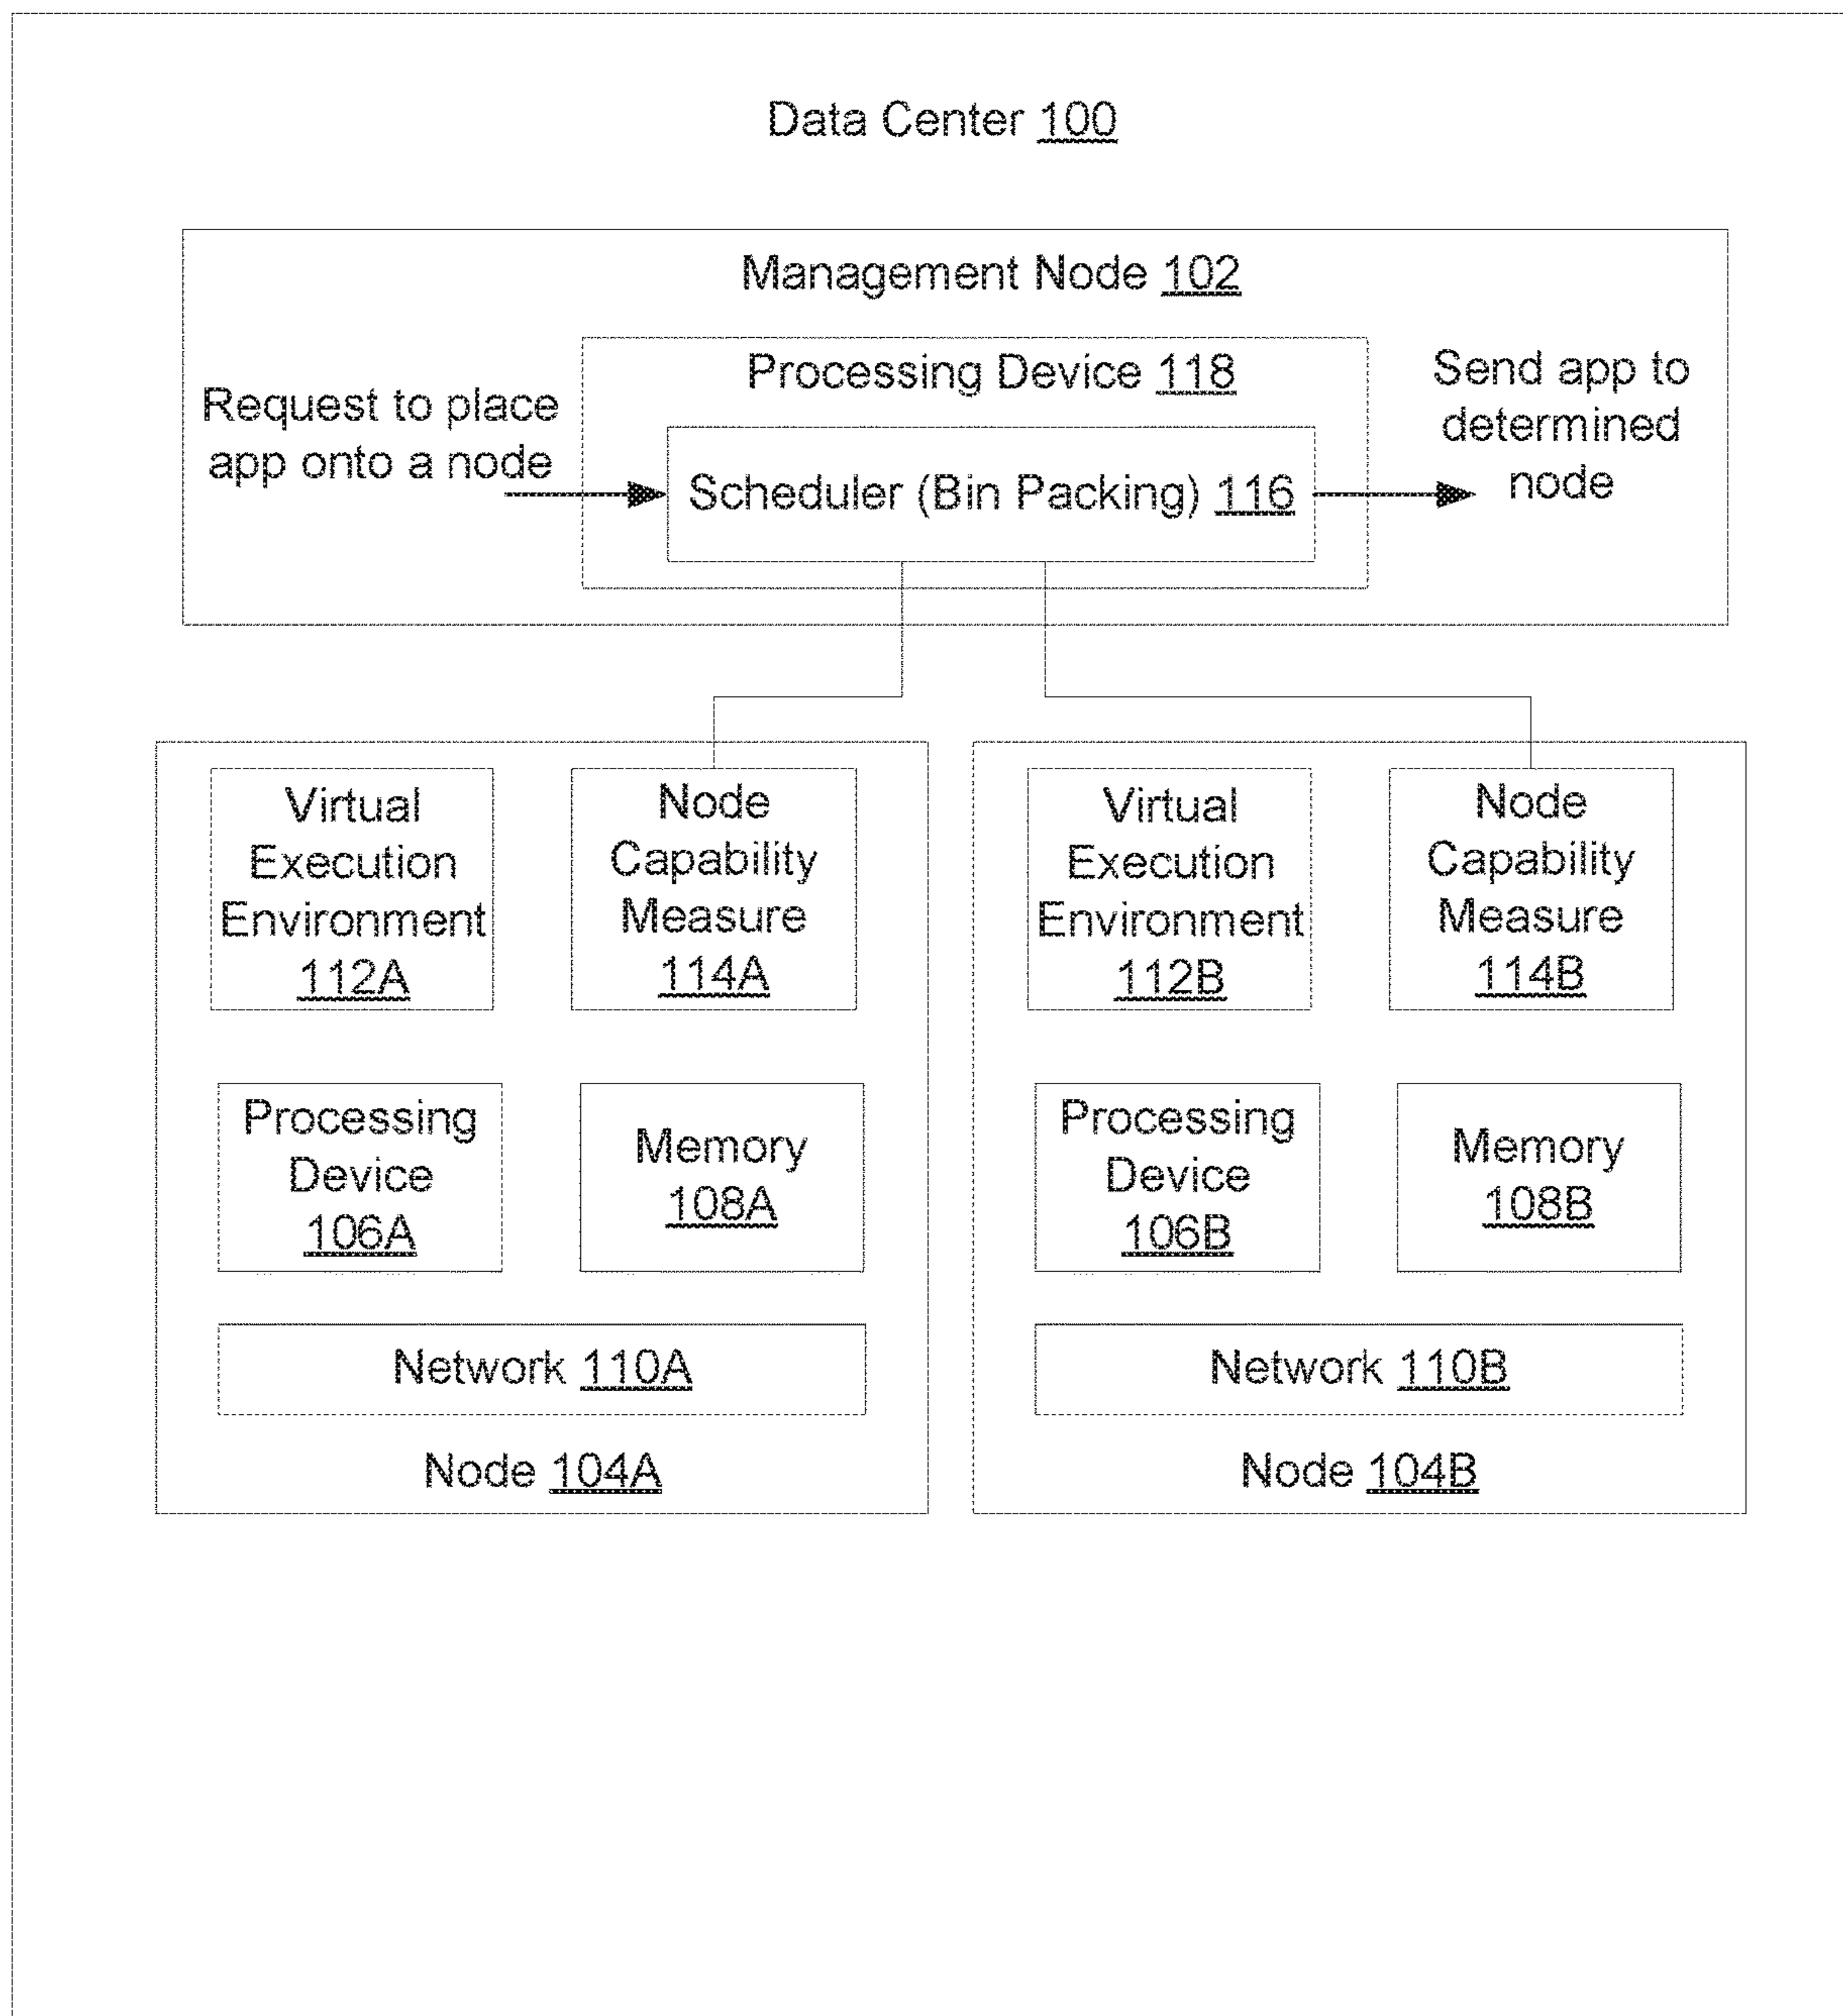 Data Center 100
Management Node 102
Processing Device 118
Request to place
app onto a node
Scheduler (Bin Packing) 116
Send app to
determined
node
Virtual
Execution
Environment
112A
Node
Capability
Measure
114A
Processing
Device
106A
Memory
108A
Network 110A
Node 104A
Virtual
Execution
Environment
112B
Node
Capability
Measure
114B
Processing
Device
106B
Memory
108B
Network 110B
Node 104B